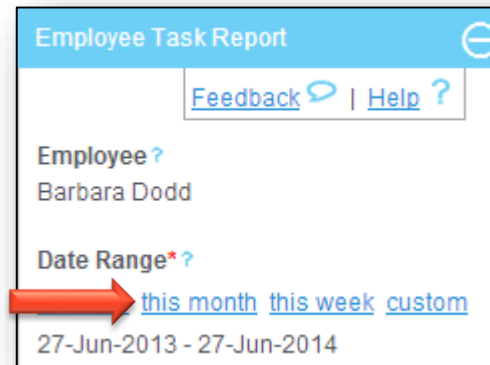 Employee Task Report
Feedback | Help ?
Employee ?
Barbara Dodd
Date Range* ?
this month this week custom
27-Jun-2013 - 27-Jun-2014